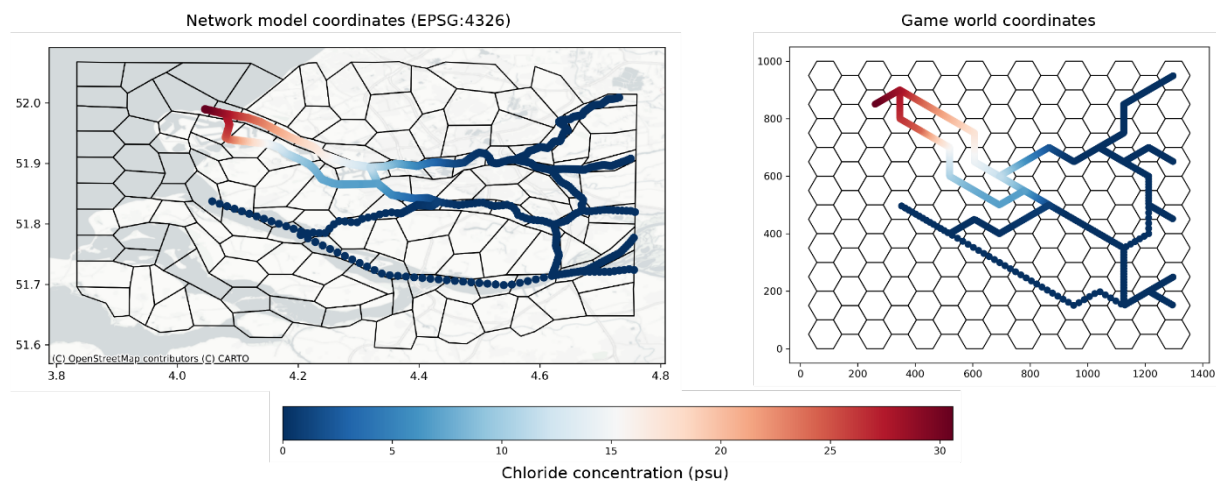 Network model coordinates (EPSG:4326)
52.0
51.9
51.8
51.7
51.6
(C) OpenStreetMap contributors (C) CARTO
3.8 4.0 4.2 4.4 4.6 4.8
Game world coordinates
1000
800
600
400
200
0
0 200 400 600 800 1000 1200 1400
0 5 10 15 20 25 30
Chloride concentration (psu)